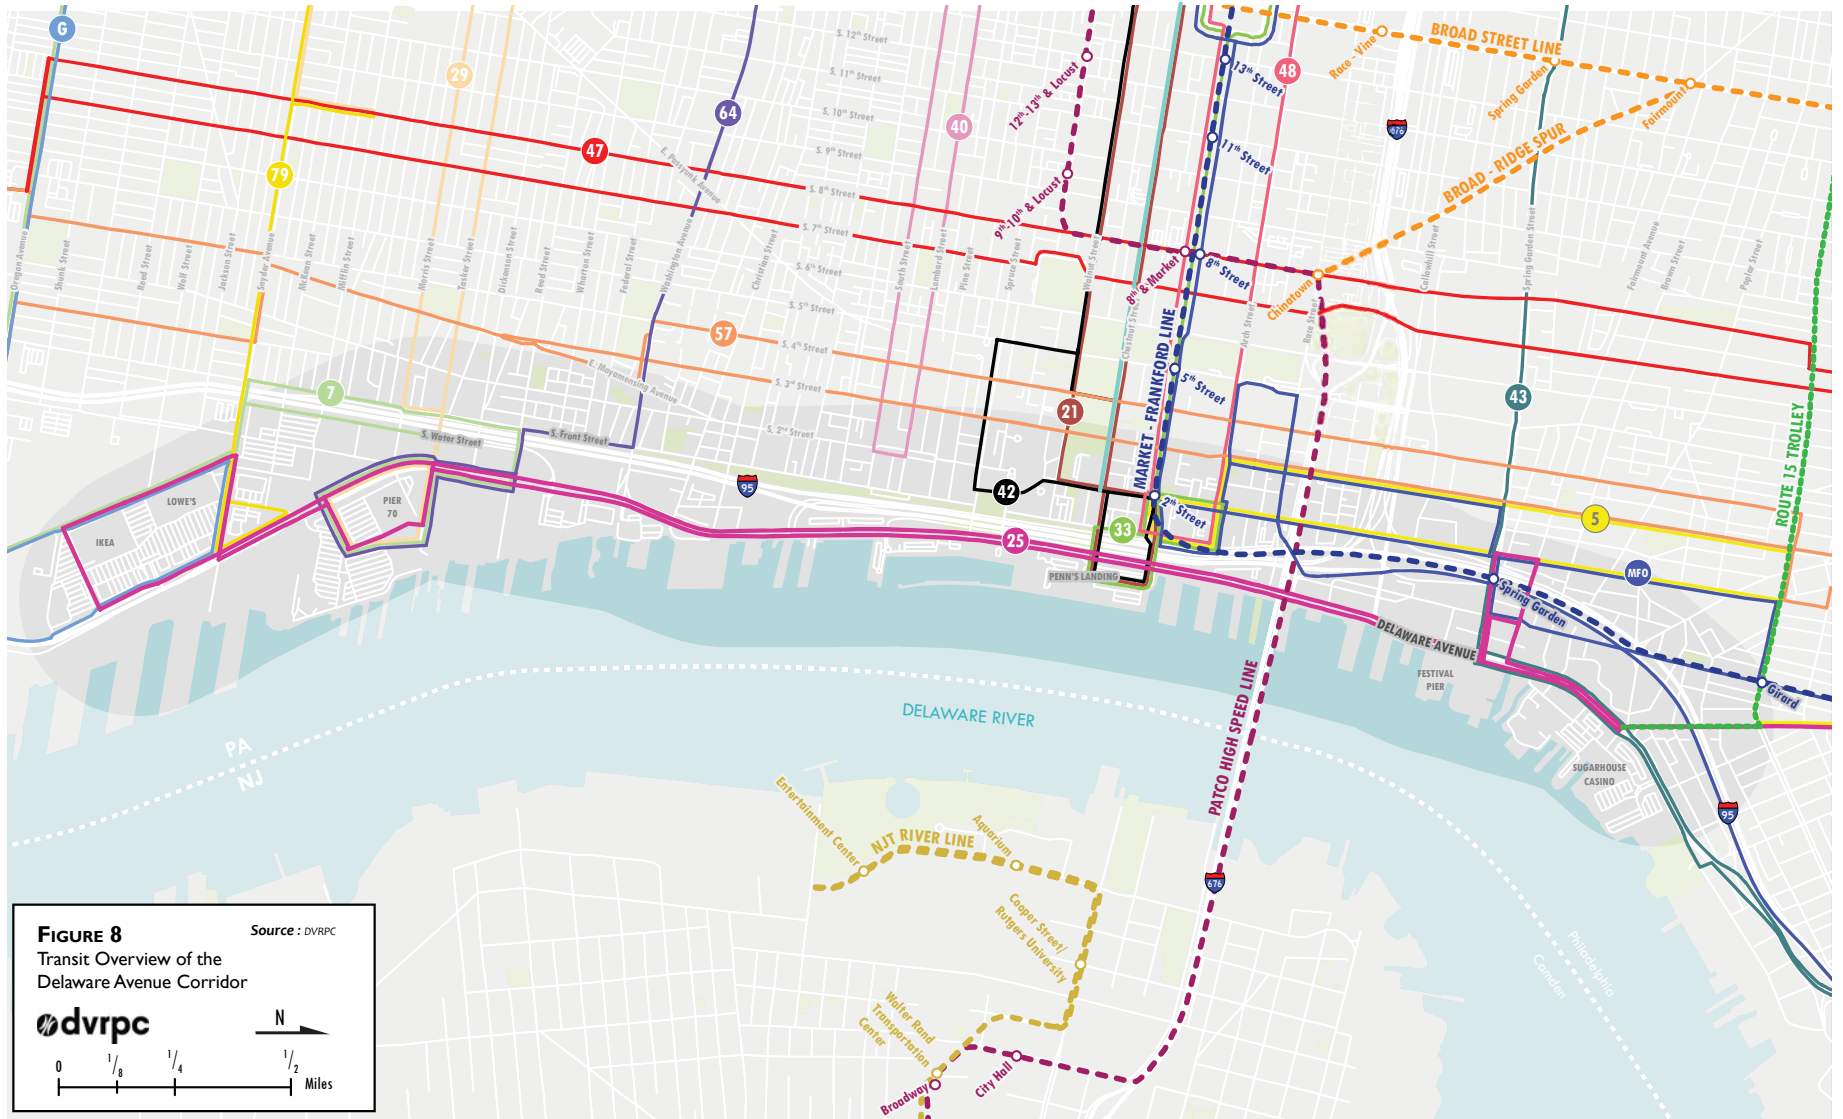 G
29
64
47
79
40
48
57
7
21
42
33
25
43
5
MFO
S. 12th Street
S. 11th Street
S. 10th Street
S. 9th Street
S. 8th Street
S. 7th Street
S. 6th Street
S. 5th Street
S. 4th Street
S. 3rd Street
S. 2nd Street
E. Passyunk Avenue
E. Moyamensing Avenue
S. Water Street
S. Front Street
Oregon Avenue
Shunk Street
Reed Street
Wolf Street
Jackson Street
Snyder Avenue
McKean Street
Mifflin Street
Morris Street
Tasker Street
Dickinson Street
Reed Street
Wharton Street
Federal Street
Washington Avenue
Christian Street
South Street
Lombard Street
Pine Street
Spruce Street
Walnut Street
Chestnut Street
Arch Street
Race Street
Callowhill Street
Spring Garden Street
Fairmount Avenue
Brown Street
Poplar Street
12th-13th & Locust
9th-10th & Locust
8th & Market
13th Street
11th Street
8th Street
5th Street
2th Street
Spring Garden
Girard
MARKET - FRANKFORD LINE
BROAD STREET LINE
Race - Vine
Spring Garden
Fairmount
BROAD - RIDGE SPUR
Chinatown
ROUTE 15 TROLLEY
676
95
95
676
LOWE'S
IKEA
PIER
70
PENN'S LANDING
DELAWARE AVENUE
FESTIVAL
PIER
SUGARHOUSE
CASINO
DELAWARE RIVER
PA
NJ
PATCO HIGH SPEED LINE
Philadelphia
Camden
NJT RIVER LINE
Entertainment Center
Aquarium
Cooper Street/
Rutgers University
Walter Rand
Transportation
Center
Broadway
City Hall
FIGURE 8
Source : DVRPC
Transit Overview of the
Delaware Avenue Corridor
dvrpc
N
0 1/8 1/4 1/2 Miles